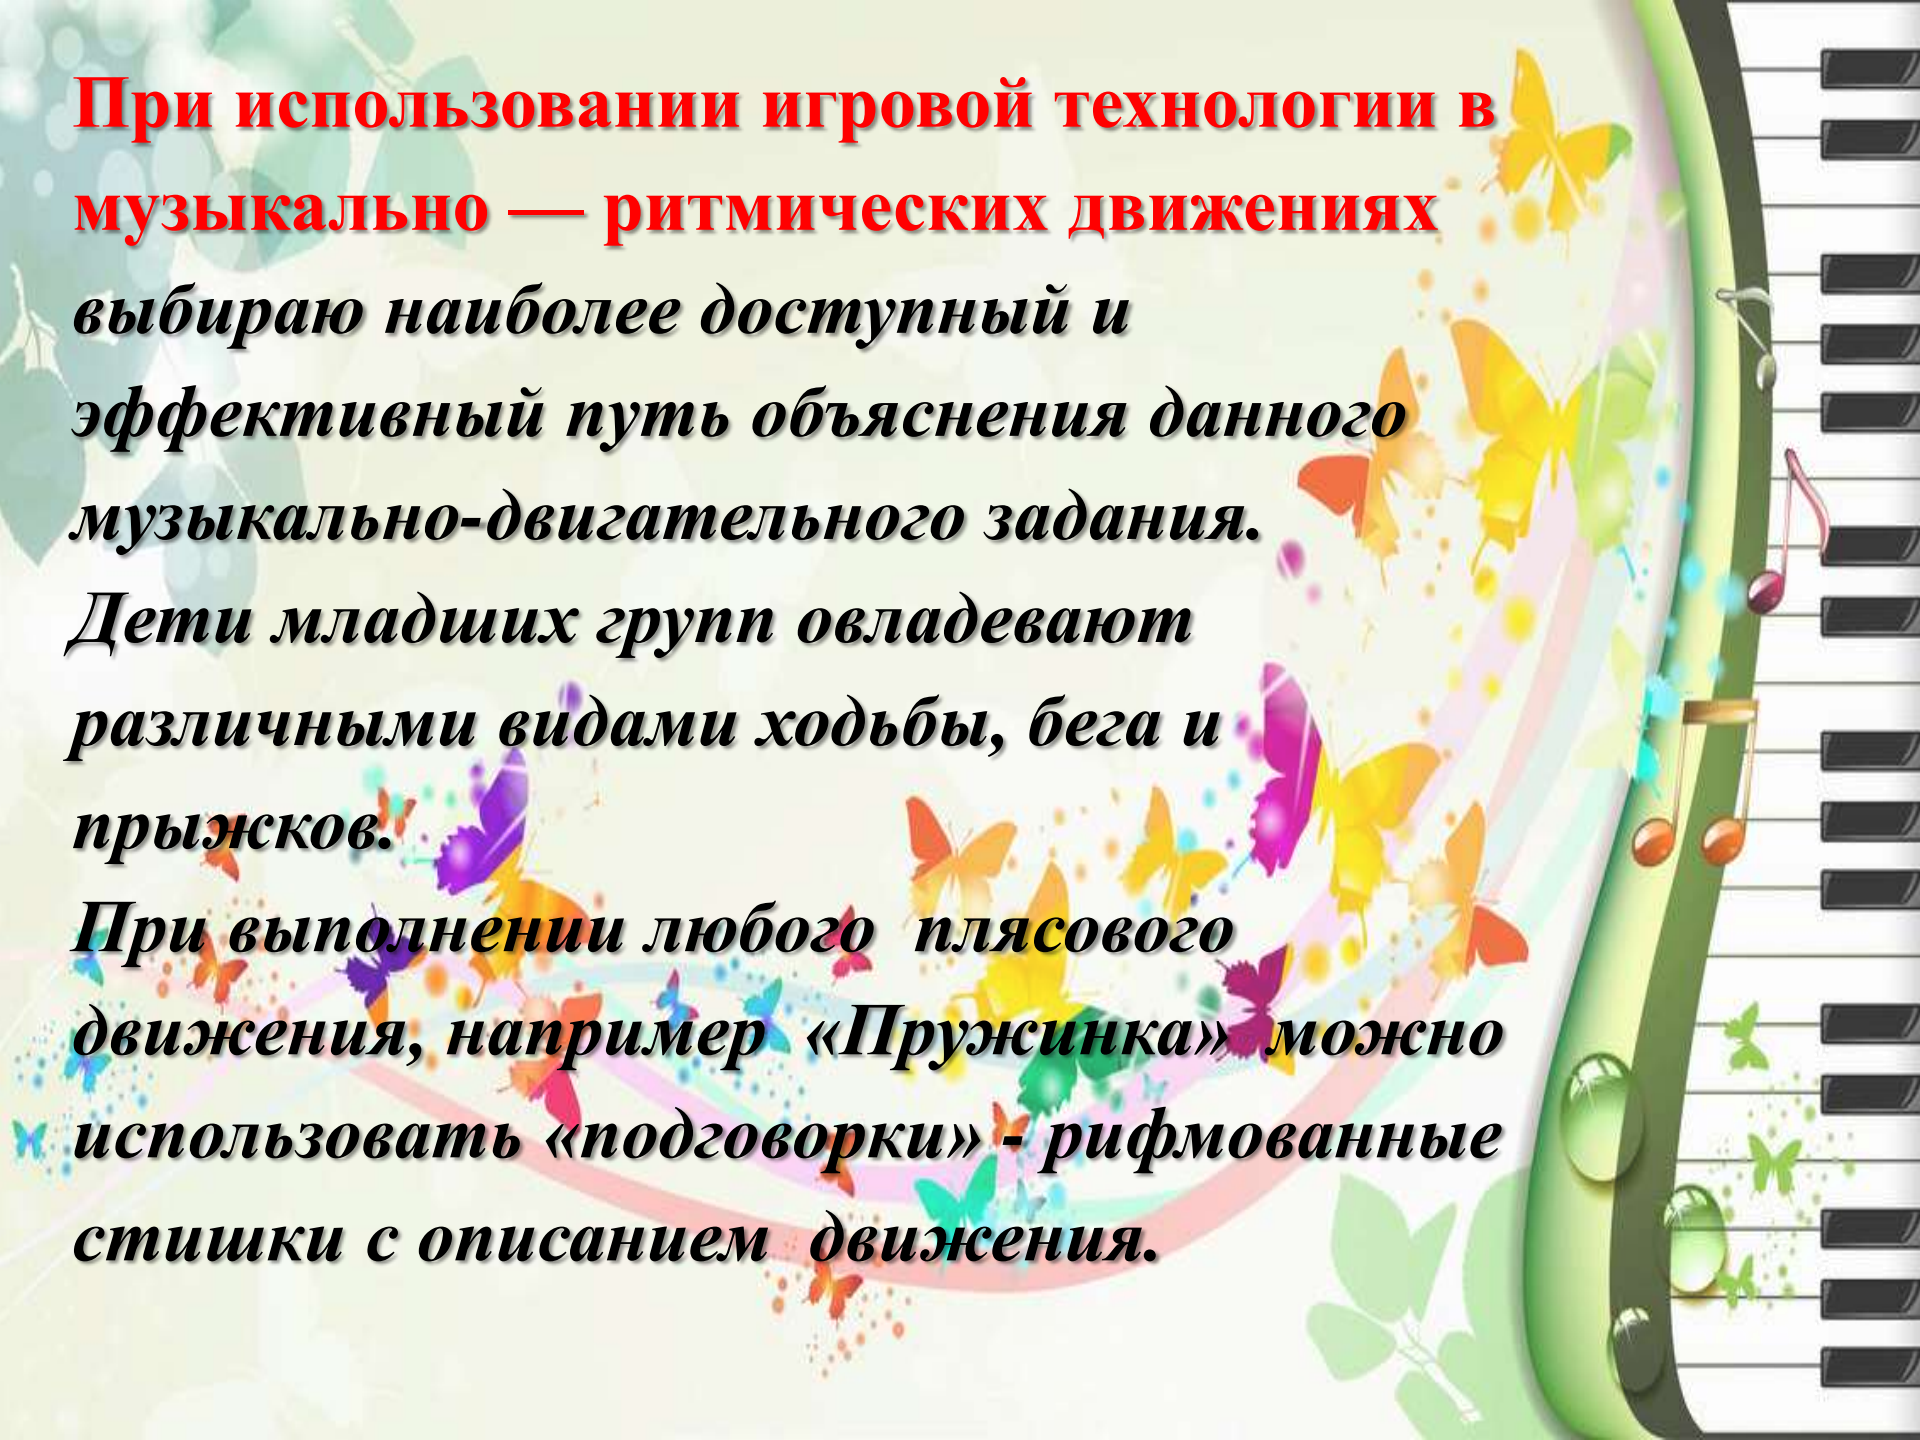 При использовании игровой технологии в
музыкально — ритмических движениях
выбираю наиболее доступный и
эффективный путь объяснения данного
музыкально-двигательного задания.
Дети младших групп овладевают
различными видами ходьбы, бега и
прыжков.
При выполнении любого  плясового
движения, например  «Пружинка»  можно
использовать «подговорки» - рифмованные
стишки с описанием  движения.